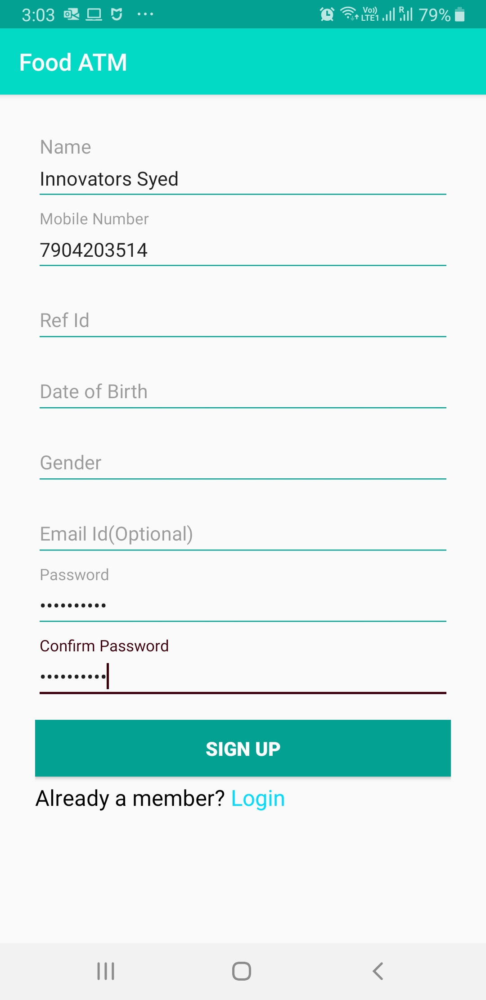 3:03
Vo)) LTE1 R 79%
Food ATM
Name
Innovators Syed
Mobile Number
7904203514
Ref Id
Date of Birth
Gender
Email Id(Optional)
Password
••••••••••
Confirm Password
••••••••••
SIGN UP
Already a member? Login